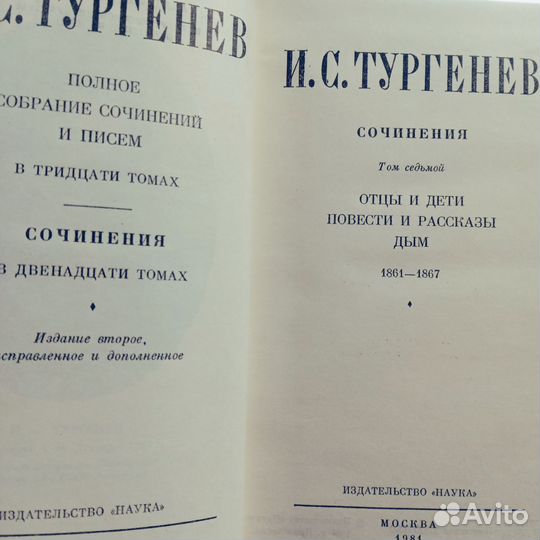 С. ТУРГЕНЕВ
ПОЛНОЕ
СОБРАНИЕ СОЧИНЕНИЙ
И ПИСЕМ
В ТРИДЦАТИ ТОМАХ
СОЧИНЕНИЯ
В ДВЕНАДЦАТИ ТОМАХ
Издание второе,
исправленное и дополненное
ИЗДАТЕЛЬСТВО «НАУКА»
И. С. ТУРГЕНЕВ
СОЧИНЕНИЯ
Том седьмой
ОТЦЫ И ДЕТИ
ПОВЕСТИ И РАССКАЗЫ
ДЫМ
1861—1867
ИЗДАТЕЛЬСТВО «НАУКА»
МОСКВА
1981
Avito